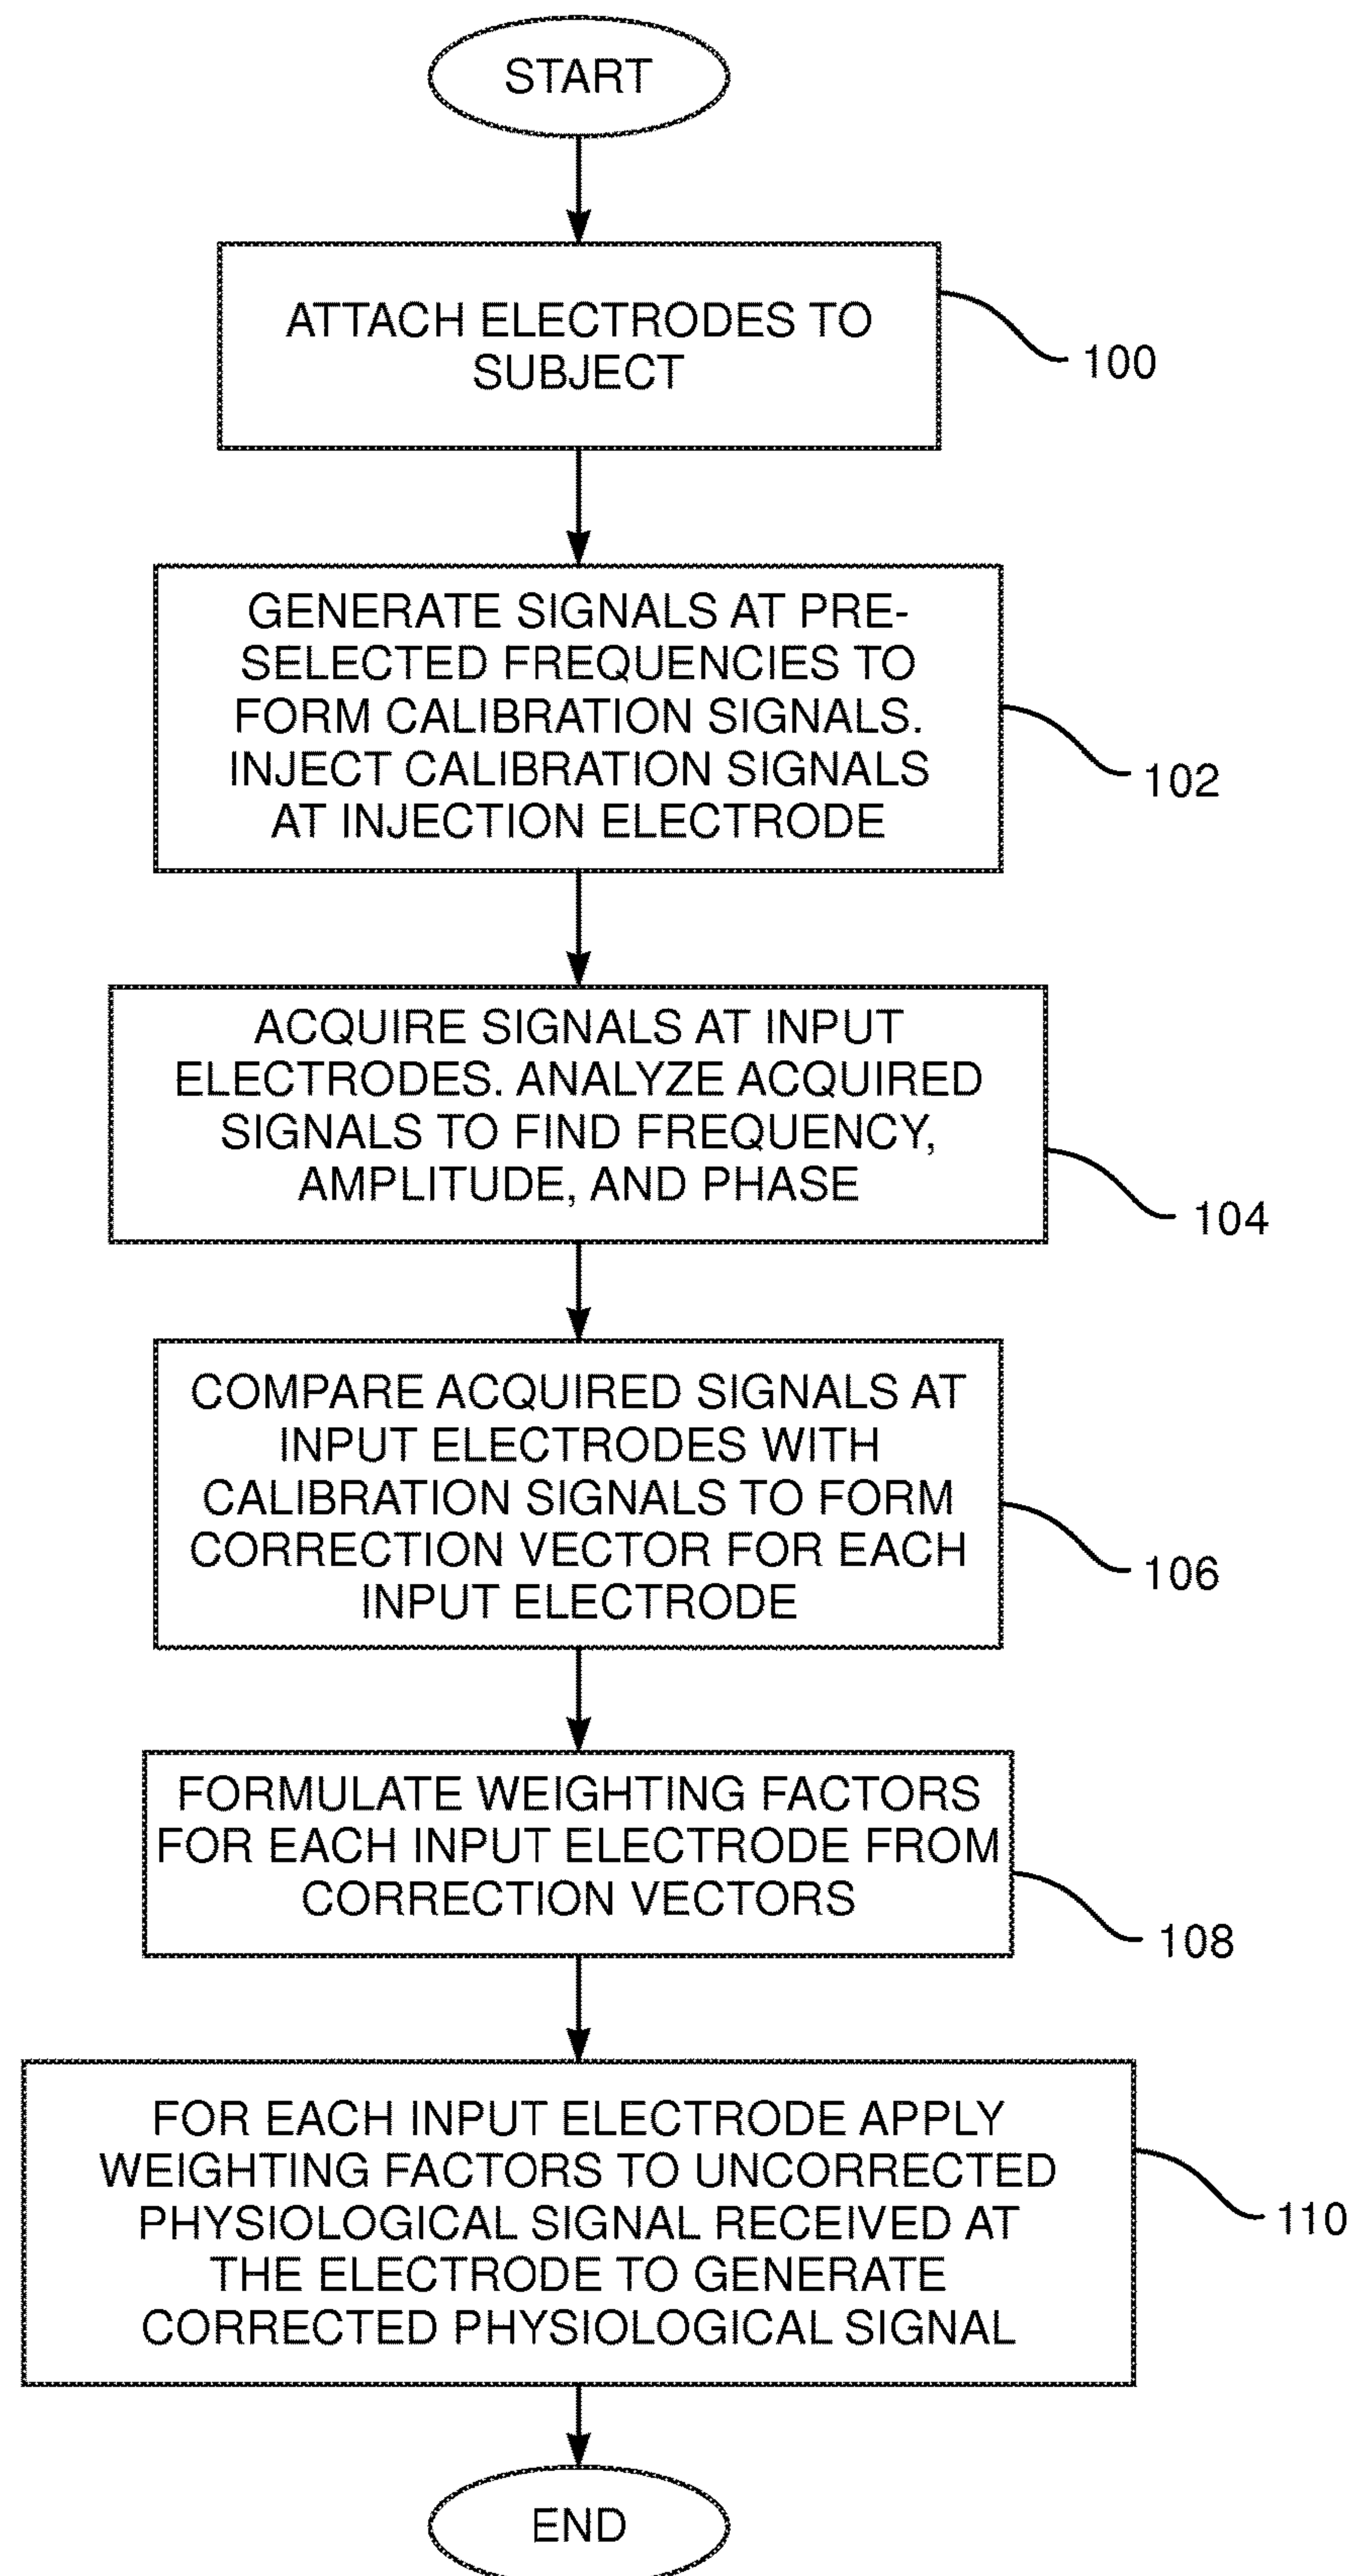 START
ATTACH ELECTRODES TO
SUBJECT
100
GENERATE SIGNALS AT PRE-
SELECTED FREQUENCIES TO
FORM CALIBRATION SIGNALS.
INJECT CALIBRATION SIGNALS
AT INJECTION ELECTRODE
102
ACQUIRE SIGNALS AT INPUT
ELECTRODES. ANALYZE ACQUIRED
SIGNALS TO FIND FREQUENCY,
AMPLITUDE, AND PHASE
104
COMPARE ACQUIRED SIGNALS AT
INPUT ELECTRODES WITH
CALIBRATION SIGNALS TO FORM
CORRECTION VECTOR FOR EACH
INPUT ELECTRODE
106
FORMULATE WEIGHTING FACTORS
FOR EACH INPUT ELECTRODE FROM
CORRECTION VECTORS
108
FOR EACH INPUT ELECTRODE APPLY
WEIGHTING FACTORS TO UNCORRECTED
PHYSIOLOGICAL SIGNAL RECEIVED AT
THE ELECTRODE TO GENERATE
CORRECTED PHYSIOLOGICAL SIGNAL
110
END